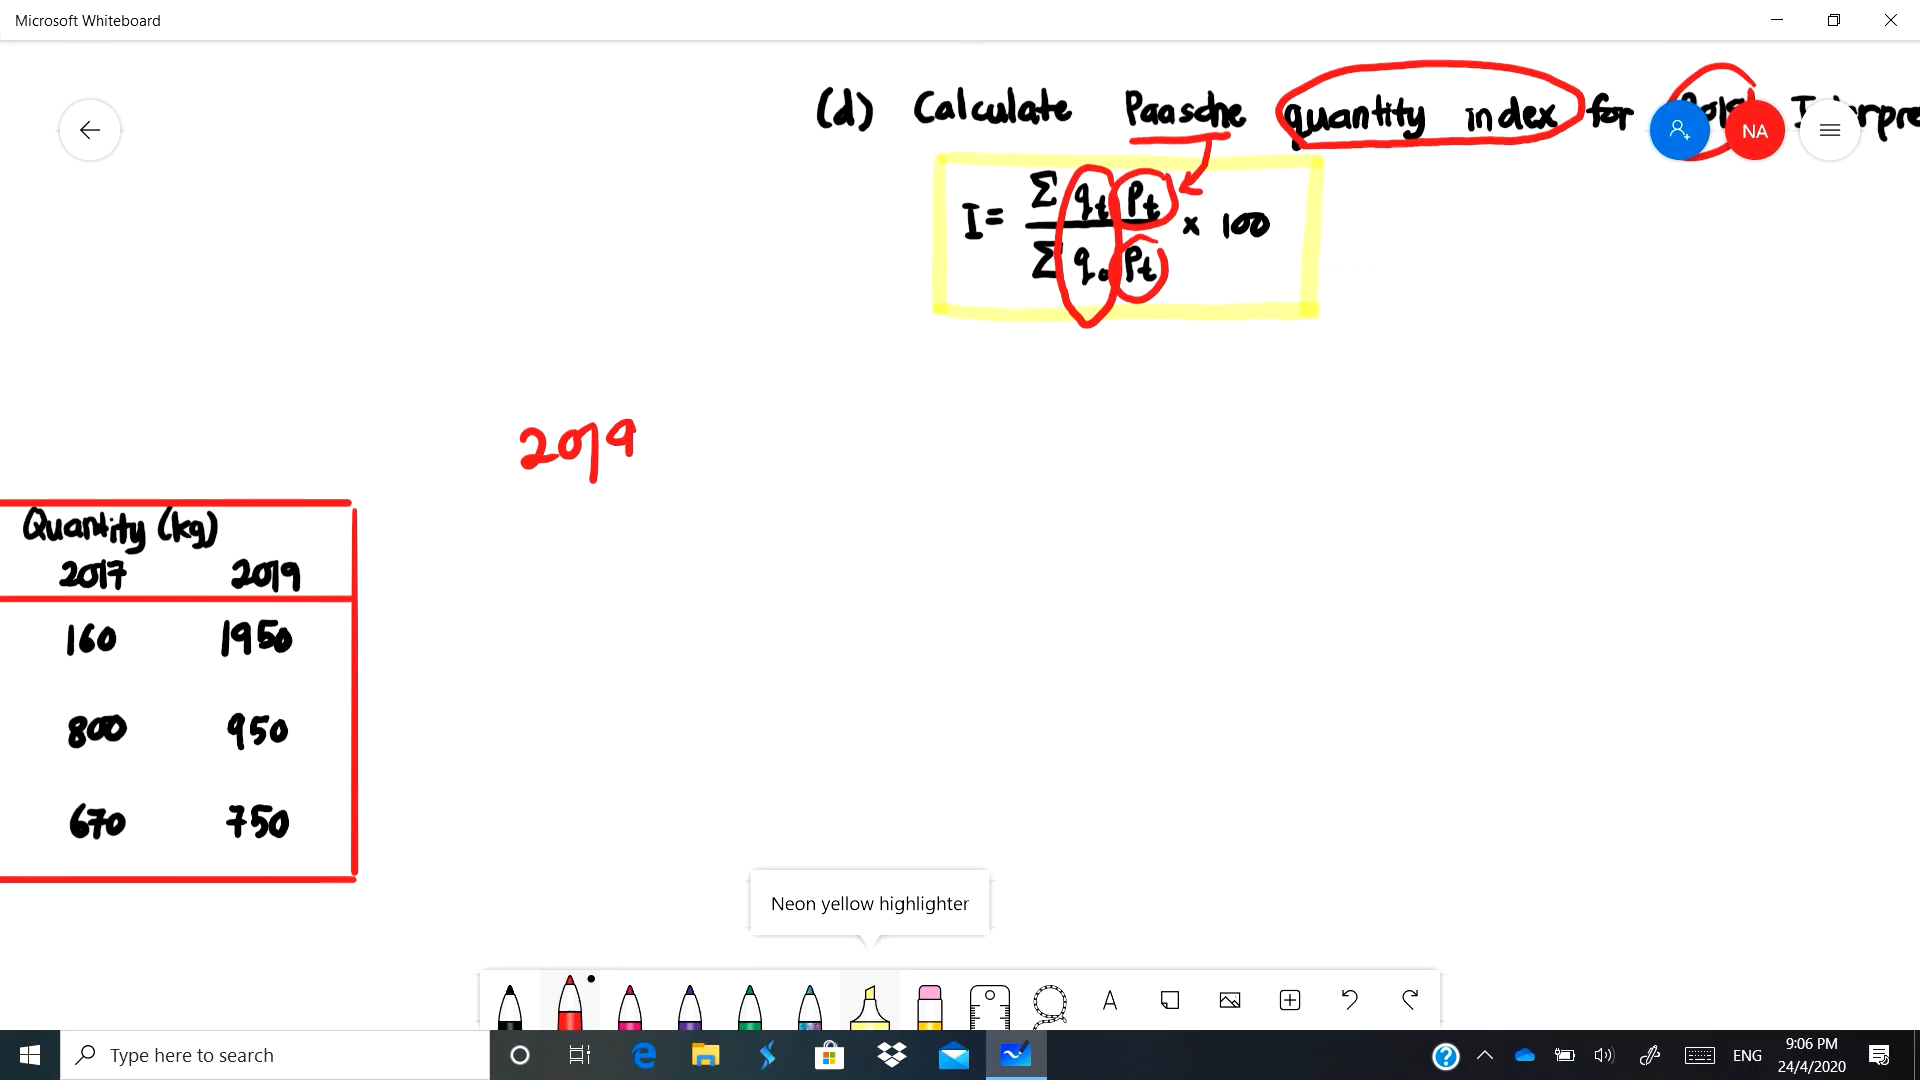 Microsoft Whiteboard
(d) Calculate Paasche quantity index for
NA
I = Σ qt Pt / Σ q0 Pt × 100
2019
Quantity (kg)
2017 2019
160 1950
800 950
670 750
Neon yellow highlighter
A
Type here to search
ENG
9:06 PM
24/4/2020